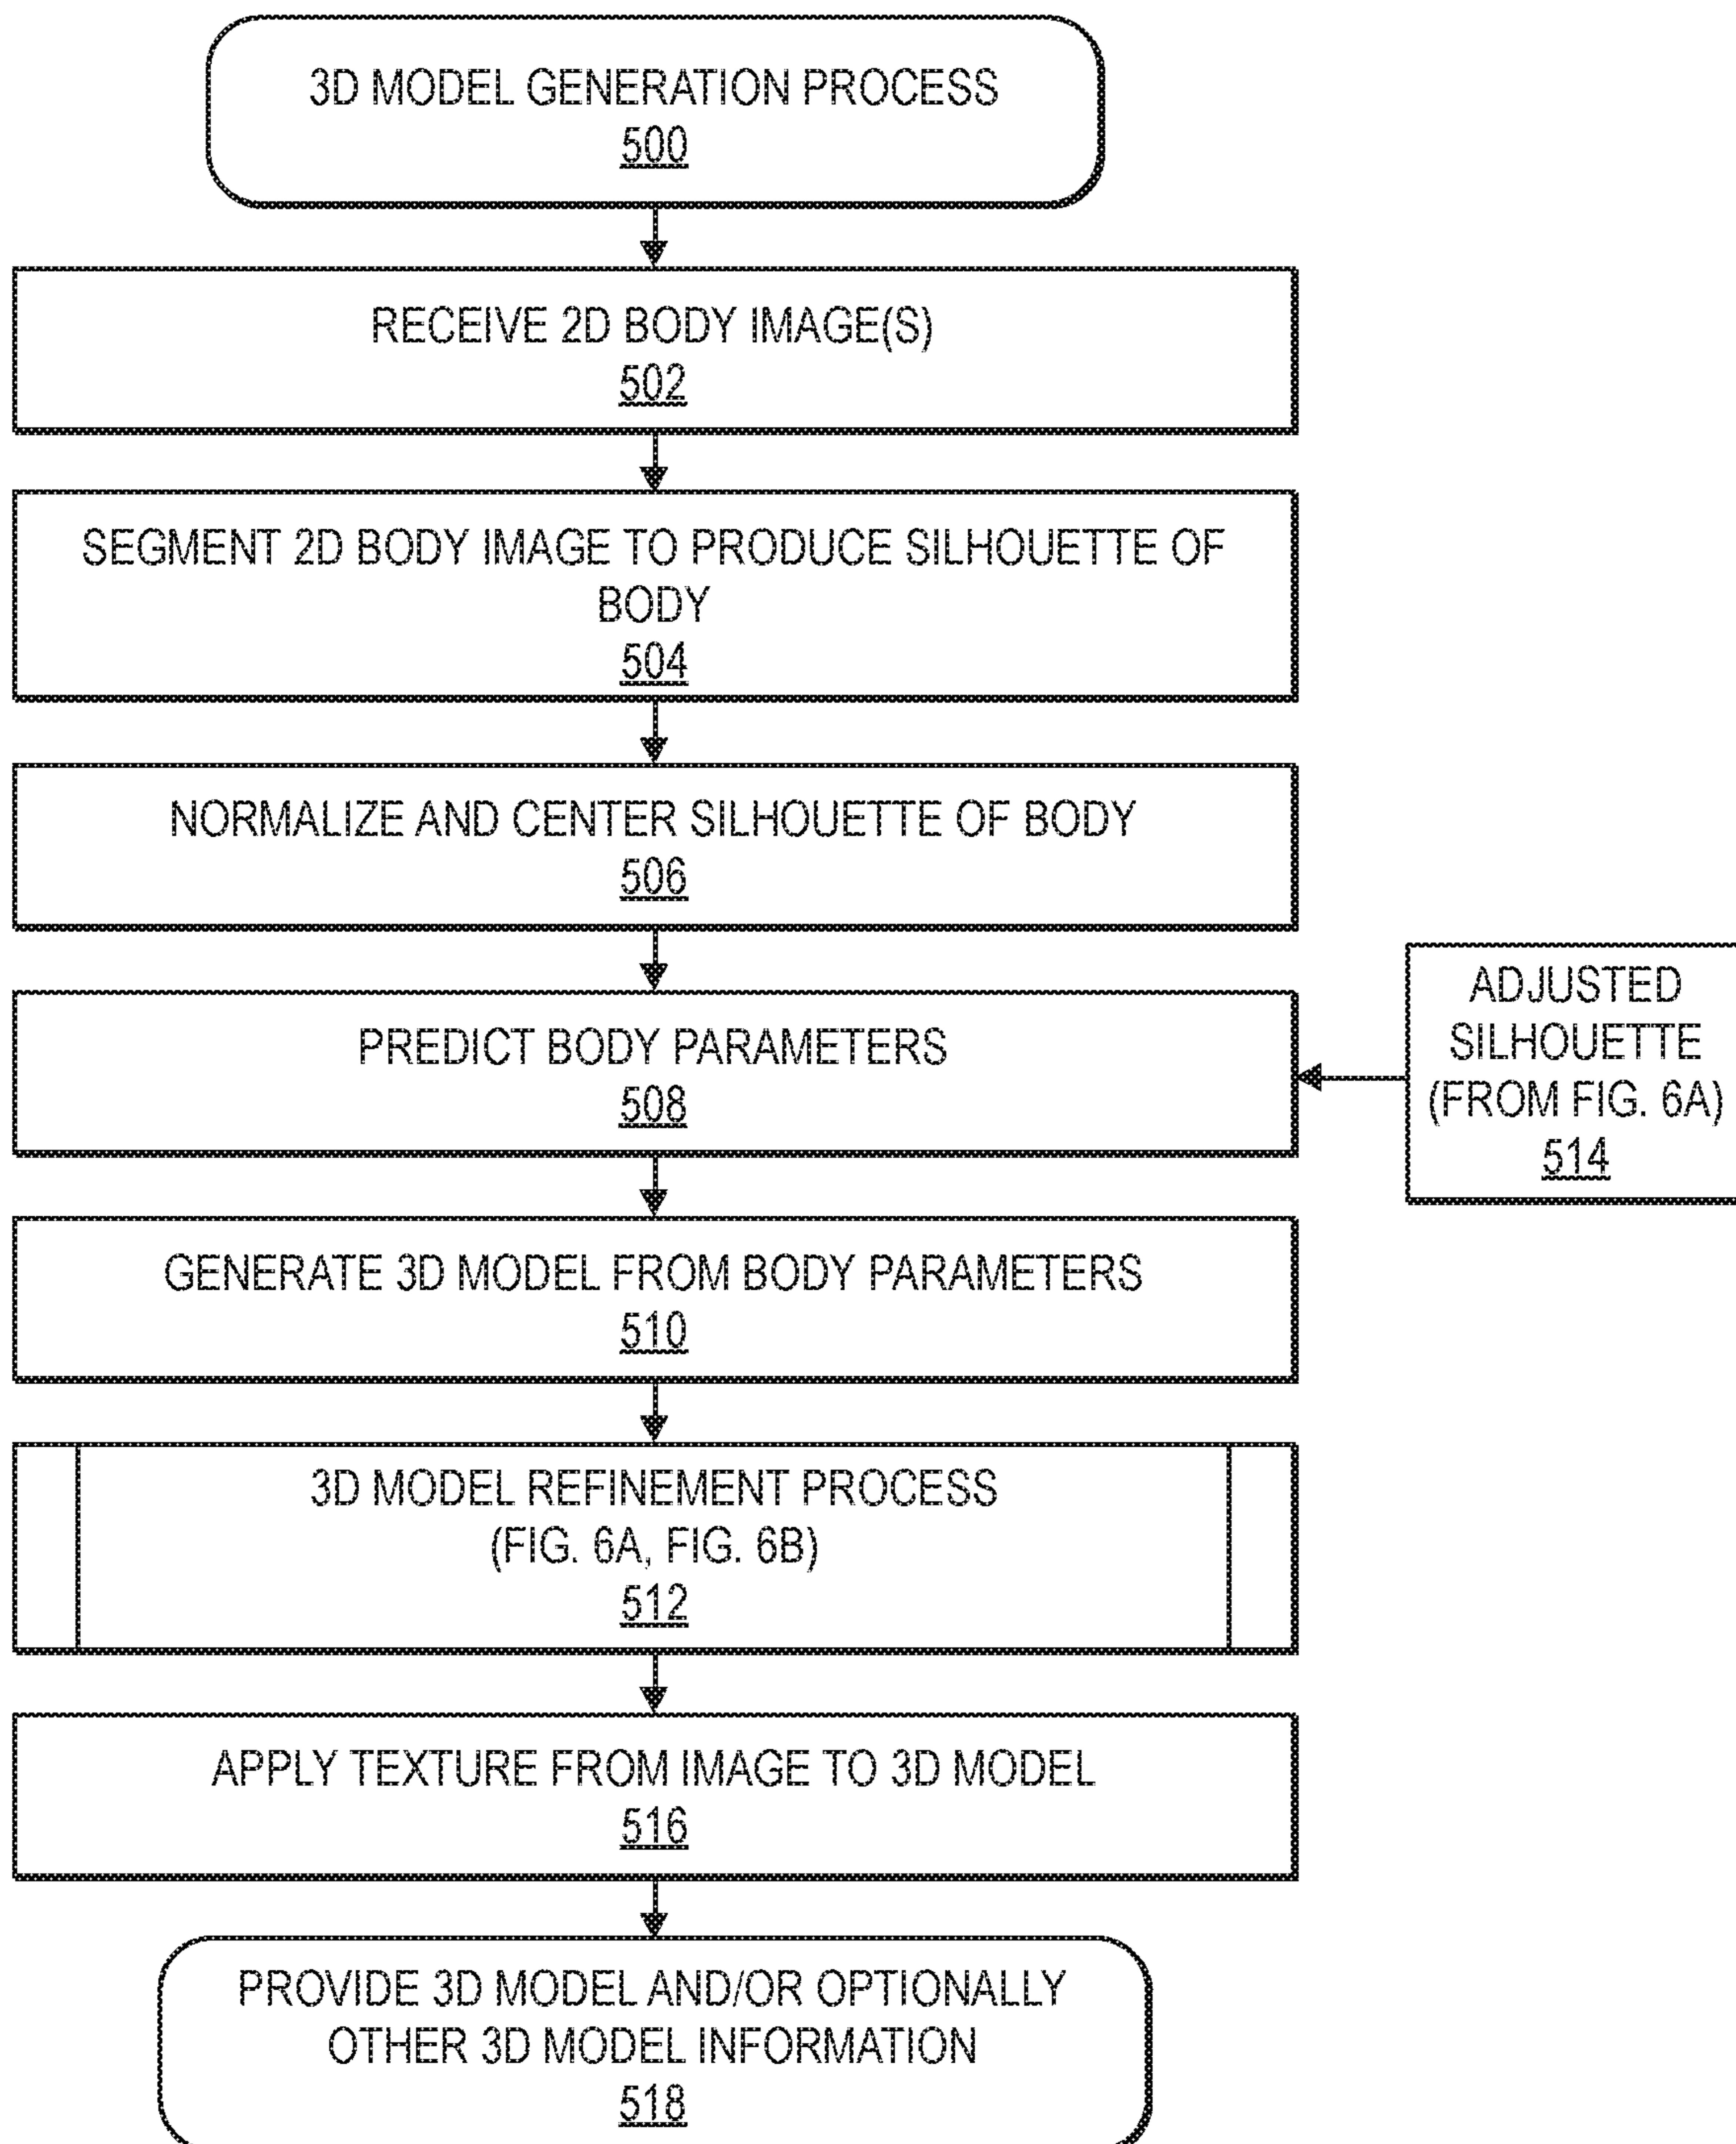 3D MODEL GENERATION PROCESS
500
RECEIVE 2D BODY IMAGE(S)
502
SEGMENT 2D BODY IMAGE TO PRODUCE SILHOUETTE OF
BODY
504
NORMALIZE AND CENTER SILHOUETTE OF BODY
506
PREDICT BODY PARAMETERS
508
ADJUSTED
SILHOUETTE
(FROM FIG. 6A)
514
GENERATE 3D MODEL FROM BODY PARAMETERS
510
3D MODEL REFINEMENT PROCESS
(FIG. 6A, FIG. 6B)
512
APPLY TEXTURE FROM IMAGE TO 3D MODEL
516
PROVIDE 3D MODEL AND/OR OPTIONALLY
OTHER 3D MODEL INFORMATION
518